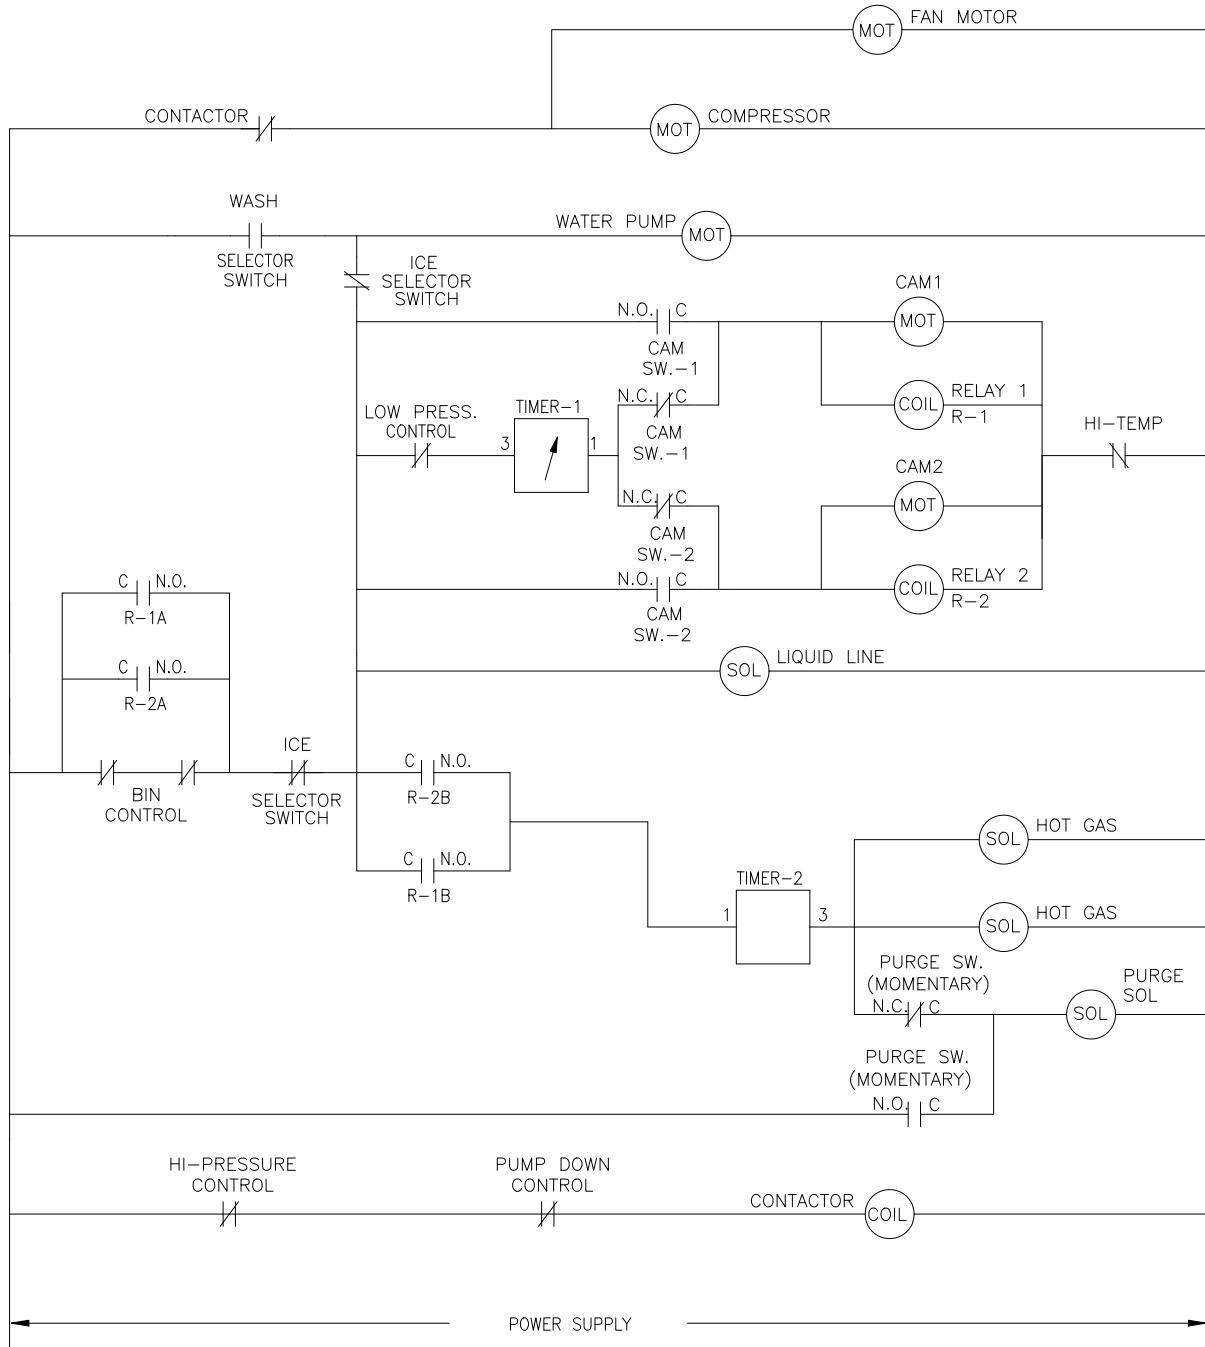 FAN MOTOR
MOT
CONTACTOR
MOT
COMPRESSOR
WASH
SELECTOR
SWITCH
WATER PUMP
MOT
ICE
SELECTOR
SWITCH
N.O. C
CAM
SW.-1
CAM1
MOT
N.C. C
CAM
SW.-1
COIL
RELAY 1
R-1
LOW PRESS.
CONTROL
TIMER-1
3
1
HI-TEMP
CAM2
MOT
N.C. C
CAM
SW.-2
N.O. C
CAM
SW.-2
COIL
RELAY 2
R-2
C N.O.
R-1A
C N.O.
R-2A
SOL
LIQUID LINE
BIN
CONTROL
ICE
SELECTOR
SWITCH
C N.O.
R-2B
C N.O.
R-1B
TIMER-2
1
3
SOL
HOT GAS
SOL
HOT GAS
PURGE SW.
(MOMENTARY)
N.C. C
PURGE
SOL
SOL
PURGE SW.
(MOMENTARY)
N.O. C
HI-PRESSURE
CONTROL
PUMP DOWN
CONTROL
CONTACTOR
COIL
POWER SUPPLY